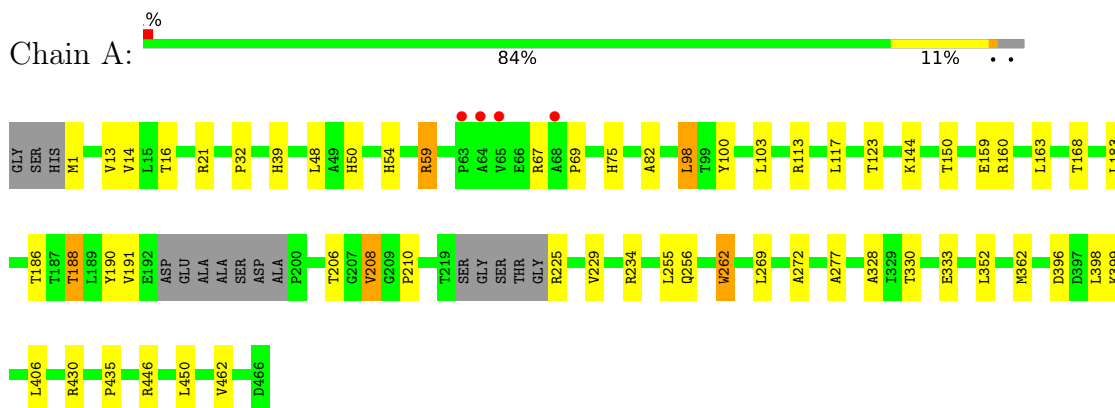 %
Chain A:
84% 11% • •
GLY SER HIS M1 V13 V14 L15 T16 R21 P32 H39 L48 A49 H50 H54 R59 P63 A64 V65 E66 R67 A68 P69 H75 A82 L98 T99 Y100 L103 R113 L117 T123 K144 T150 E159 R160 L163 T168 L183
T186 T187 T188 L189 Y190 V191 E192 ASP GLU ALA ALA SER ASP ALA P200 T206 G207 V208 G209 P210 T219 SER GLY SER THR GLY R225 V229 R234 L255 Q256 W262 L269 A272 A277 A328 I329 T330 E333 L352 M362 D396 D397 L398 K399
L406 R430 P435 R446 L450 V462 D466